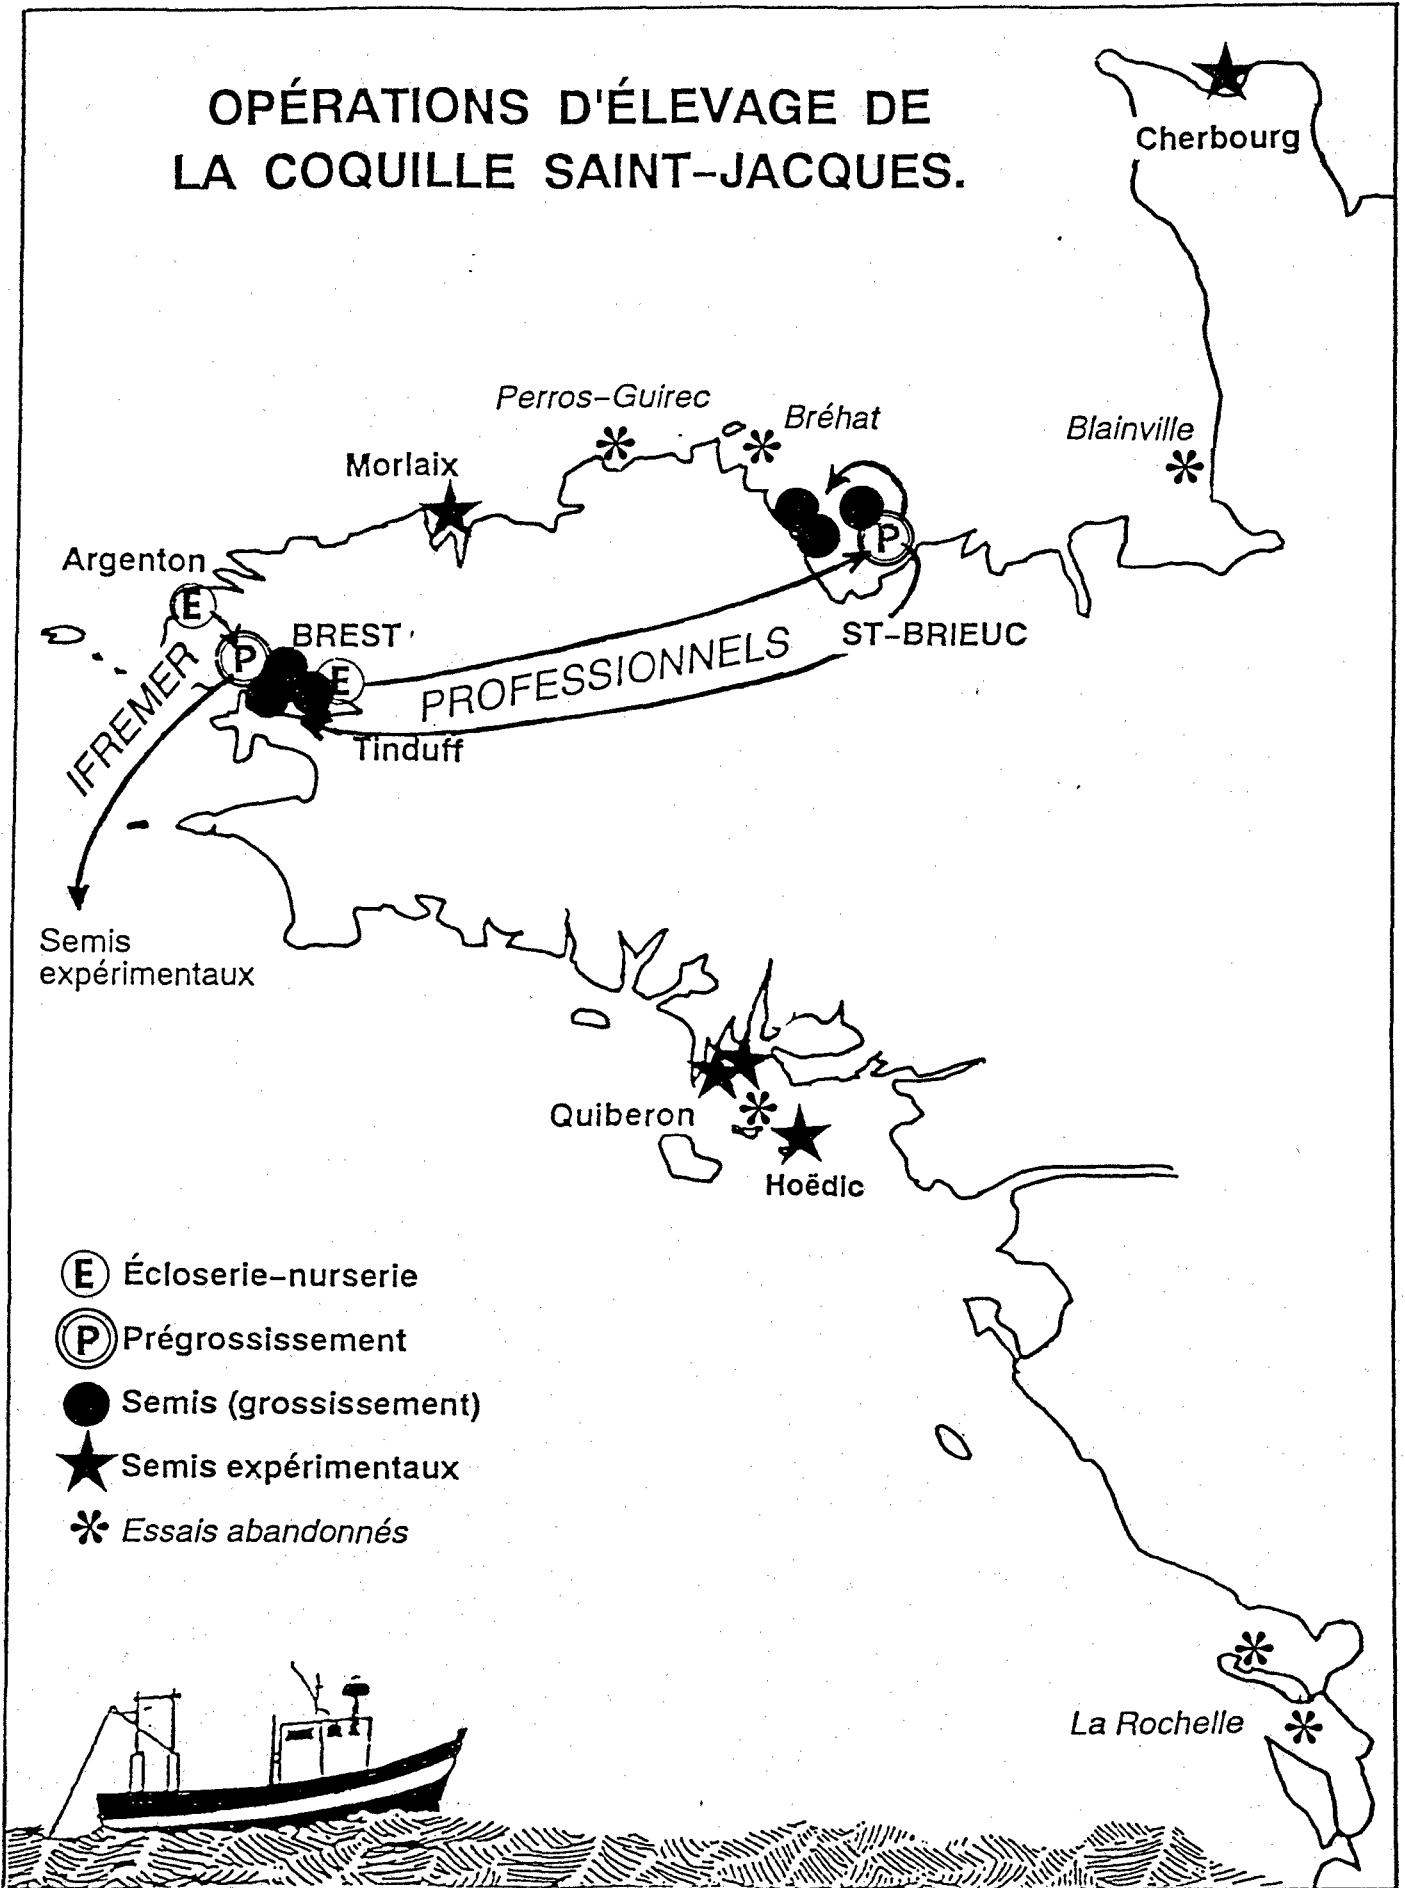 OPÉRATIONS D'ÉLEVAGE DE
LA COQUILLE SAINT-JACQUES.
Cherbourg
Perros-Guirec
Bréhat
Blainville
Morlaix
Argenton
E
P
BREST
E
P
ST-BRIEUC
IFREMER
PROFESSIONNELS
Tinduff
Semis
expérimentaux
Quiberon
Hoëdic
E Écloserie-nurserie
P Prégrossissement
Semis (grossissement)
Semis expérimentaux
Essais abandonnés
La Rochelle